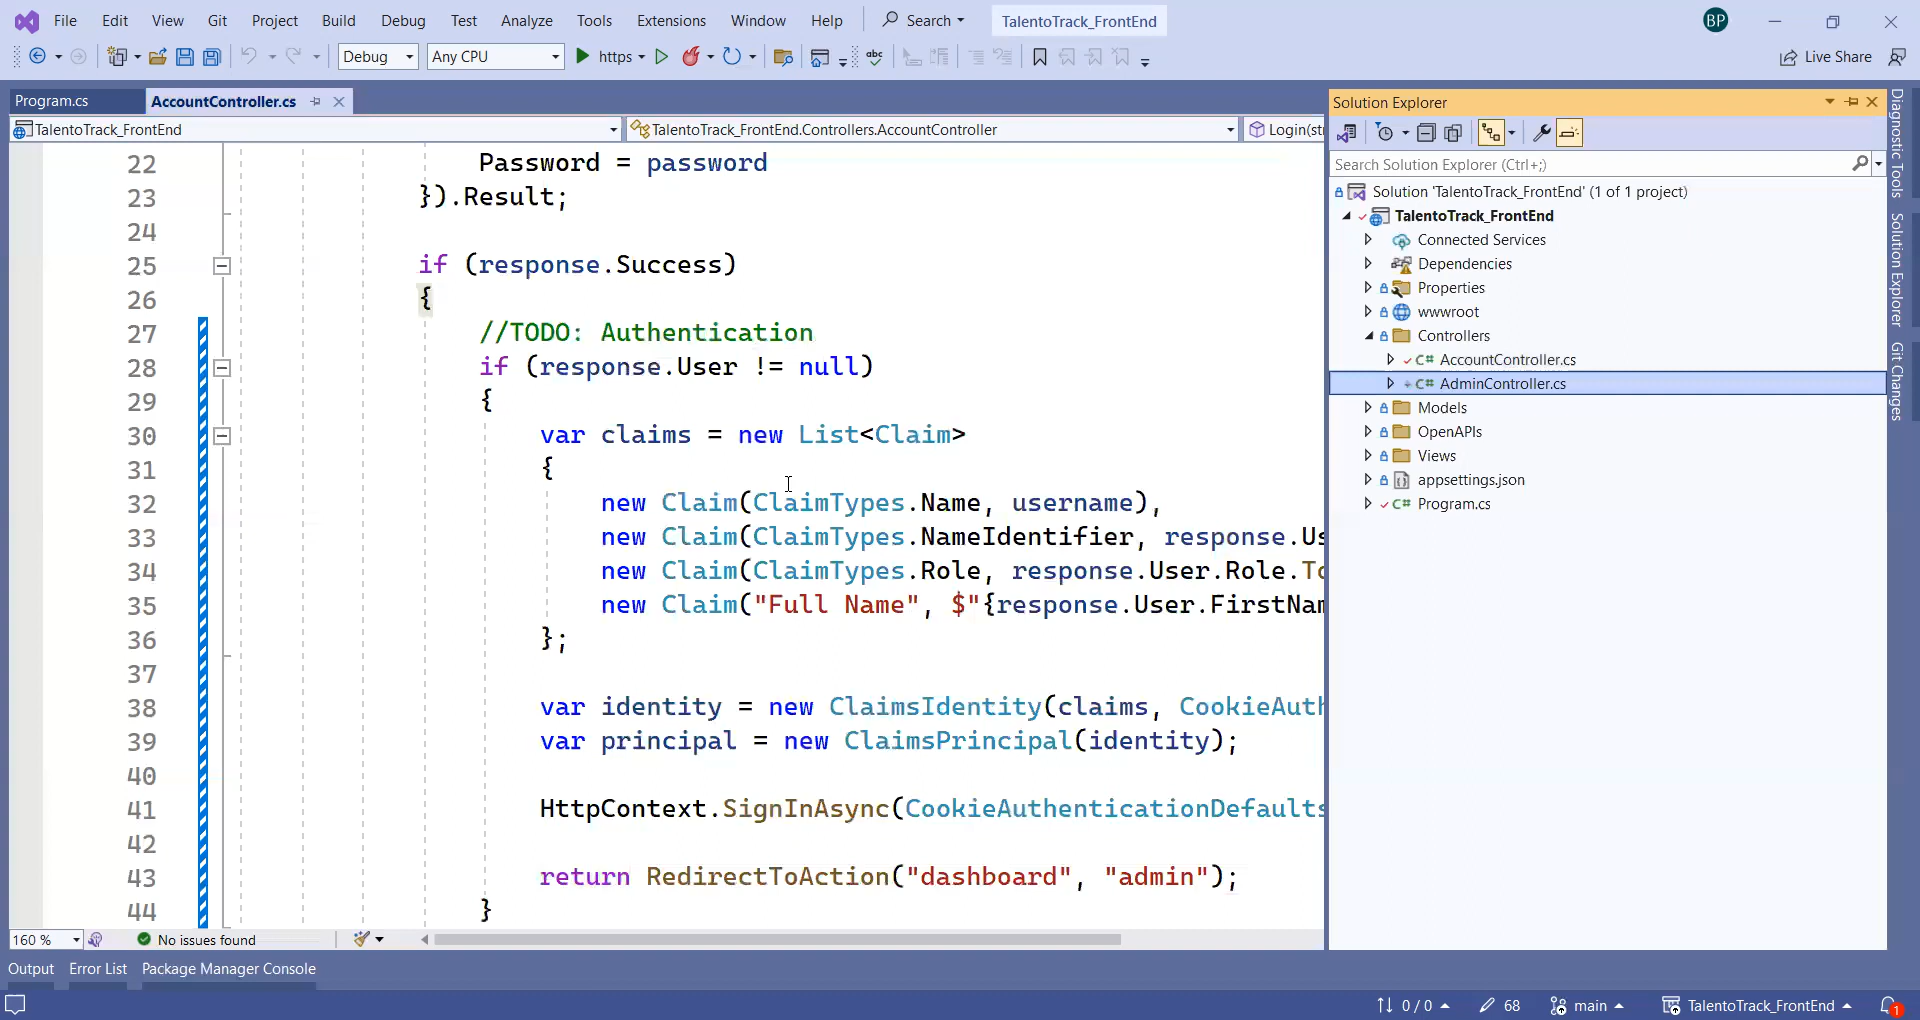 File Edit View Git Project Build Debug Test Analyze Tools Extensions Window Help Search TalentoTrack_FrontEnd BP
Debug Any CPU https Live Share
Program.cs AccountController.cs
TalentoTrack_FrontEnd TalentoTrack_FrontEnd.Controllers.AccountController Login(str
22 Password = password
23 }).Result;
24
25 if (response.Success)
26 {
27 //TODO: Authentication
28 if (response.User != null)
29 {
30 var claims = new List<Claim>
31 {
32 new Claim(ClaimTypes.Name, username),
33 new Claim(ClaimTypes.NameIdentifier, response.Us
34 new Claim(ClaimTypes.Role, response.User.Role.To
35 new Claim("Full Name", $"{response.User.FirstNam
36 };
37
38 var identity = new ClaimsIdentity(claims, CookieAuth
39 var principal = new ClaimsPrincipal(identity);
40
41 HttpContext.SignInAsync(CookieAuthenticationDefaults
42
43 return RedirectToAction("dashboard", "admin");
44 }
160 % No issues found
Solution Explorer
Search Solution Explorer (Ctrl+;)
Solution 'TalentoTrack_FrontEnd' (1 of 1 project)
TalentoTrack_FrontEnd
Connected Services
Dependencies
Properties
wwwroot
Controllers
C# AccountController.cs
C# AdminController.cs
Models
OpenAPIs
Views
appsettings.json
C# Program.cs
Diagnostic Tools
Solution Explorer
Git Changes
Output Error List Package Manager Console
0 / 0 68 main TalentoTrack_FrontEnd 1